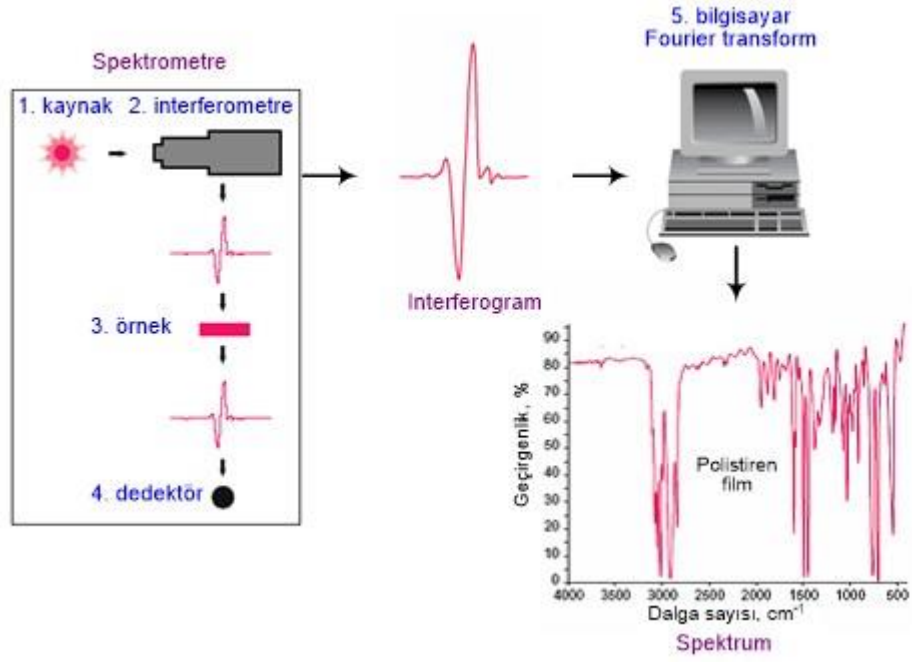 5. bilgisayar
Fourier transform
Spektrometre
1. kaynak 2. interferometre
Interferogram
3. örnek
4. dedektör
90
80
70
60
50
40
30
20
10
0
Geçirgenlik, %
Polistiren
film
4000 3500 3000 2500 2000 1500 1000 500
Dalga sayısı, cm⁻¹
Spektrum